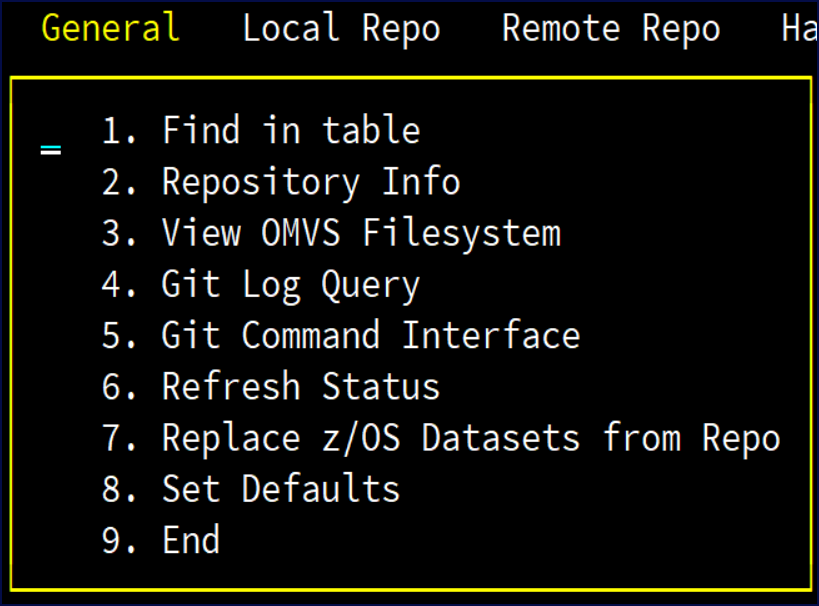 General Local Repo Remote Repo Ha
1. Find in table
2. Repository Info
3. View OMVS Filesystem
4. Git Log Query
5. Git Command Interface
6. Refresh Status
7. Replace z/OS Datasets from Repo
8. Set Defaults
9. End